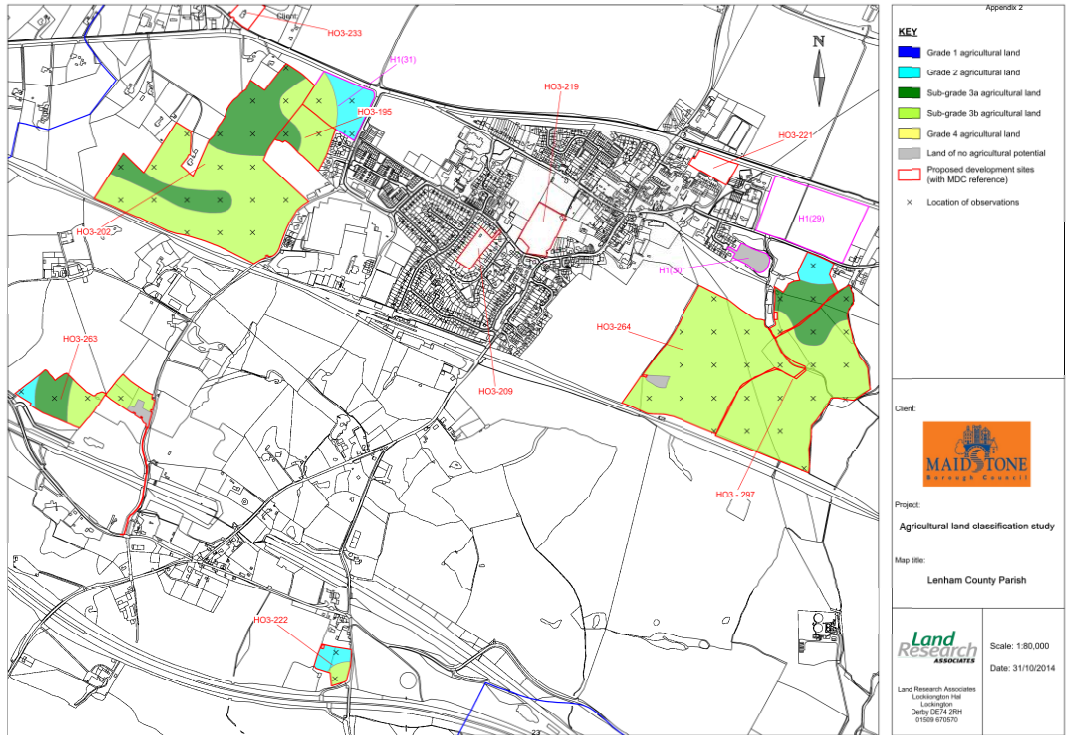 Appendix 2
KEY
Grade 1 agricultural land
Grade 2 agricultural land
Sub-grade 3a agricultural land
Sub-grade 3b agricultural land
Grade 4 agricultural land
Land of no agricultural potential
Proposed development sites
(with MDC reference)
× Location of observations
N
Client
HO3-233
H1(31)
HO3-219
HO3-195
HO3-221
HO3-202
H1(29)
H1(30)
HO3-264
HO3-263
HO3-209
HO3 - 297
HO3-222
23
Client:
MAIDSTONE
Borough Council
Project:
Agricultural land classification study
Map title:
Lenham County Parish
Land
Research
ASSOCIATES
Land Research Associates
Lockington Hall
Lockington
Derby DE74 2RH
01509 670570
Scale: 1:80,000
Date: 31/10/2014